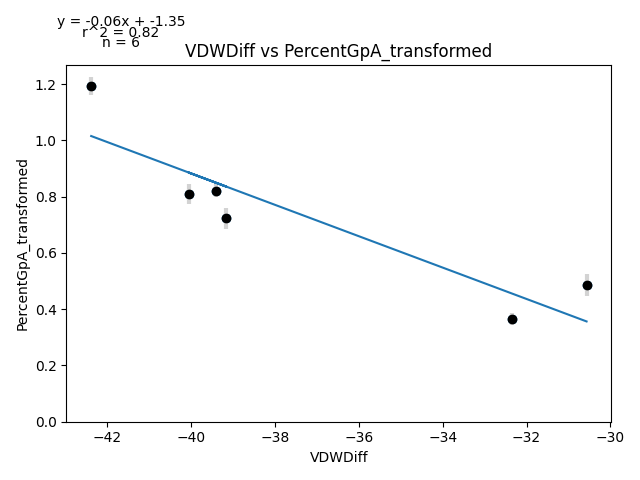 y = -0.06x + -1.35
r^2 = 0.82
n = 6
VDWDiff vs PercentGpA_transformed
1.2
1.0
0.8
0.6
0.4
0.2
0.0
PercentGpA_transformed
−42
−40
−38
−36
−34
−32
−30
VDWDiff